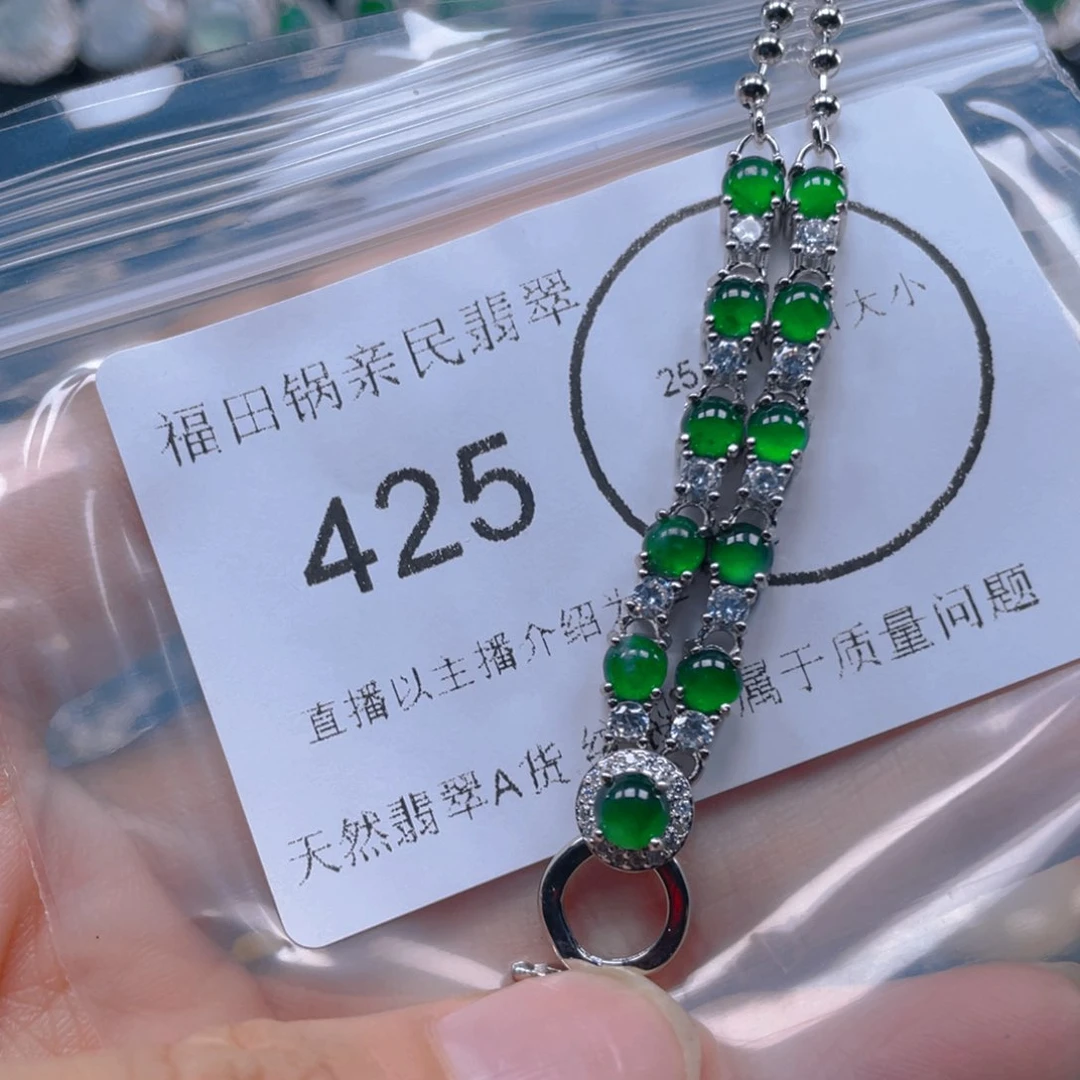 福田锅亲民翡翠
425
大小
25
直播以主播介绍为
属于质量问题
天然翡翠A货